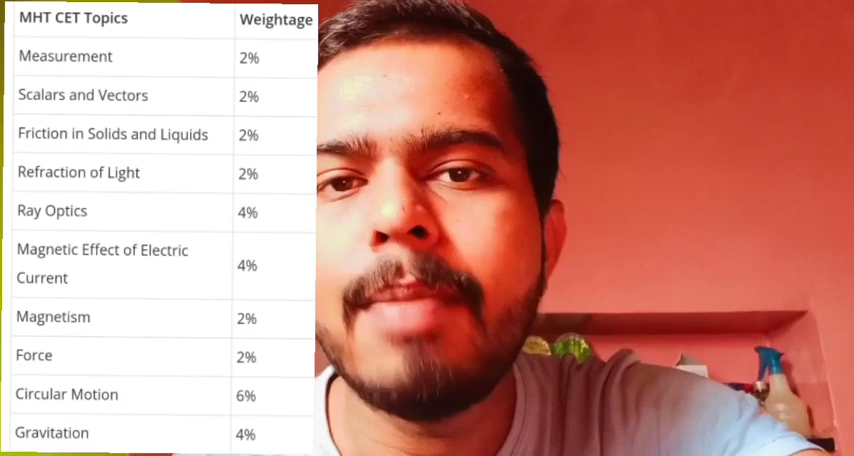 MHT CET Topics Weightage
Measurement 2%
Scalars and Vectors 2%
Friction in Solids and Liquids 2%
Refraction of Light 2%
Ray Optics 4%
Magnetic Effect of Electric
Current 4%
Magnetism 2%
Force 2%
Circular Motion 6%
Gravitation 4%